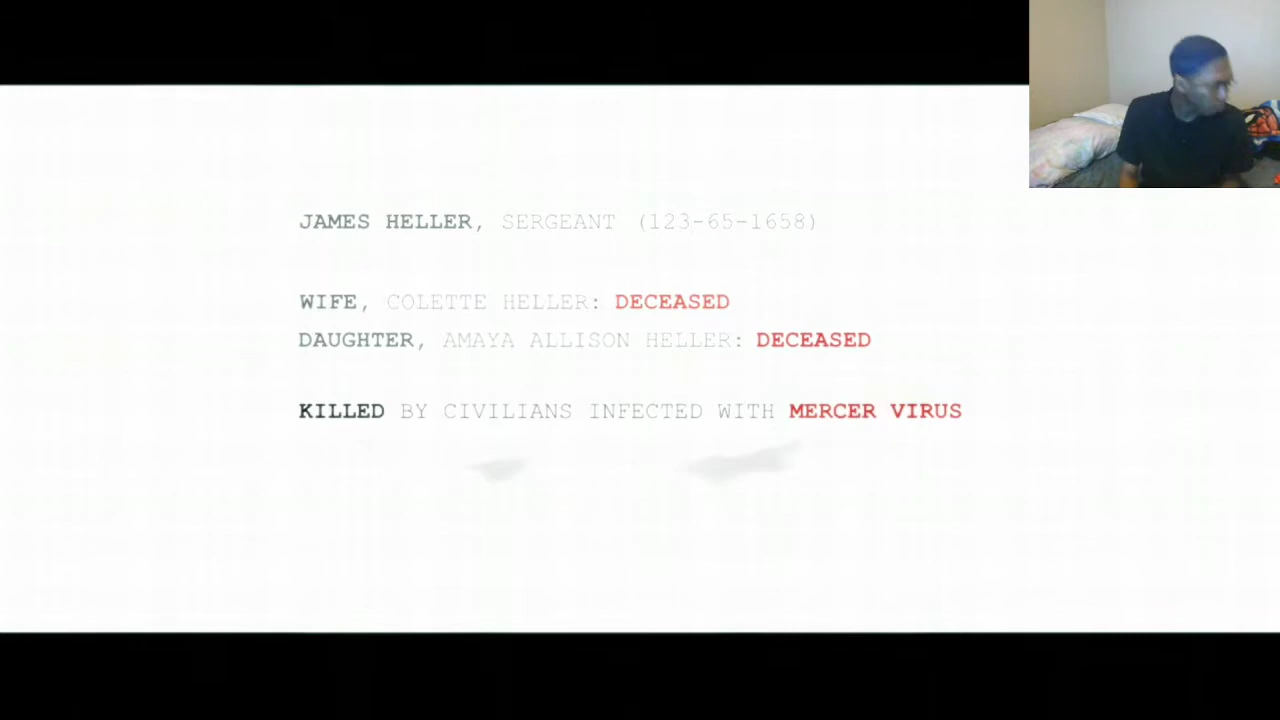 JAMES HELLER, SERGEANT (123-65-1658)
WIFE, COLETTE HELLER: DECEASED
DAUGHTER, AMAYA ALLISON HELLER: DECEASED
KILLED BY CIVILIANS INFECTED WITH MERCER VIRUS